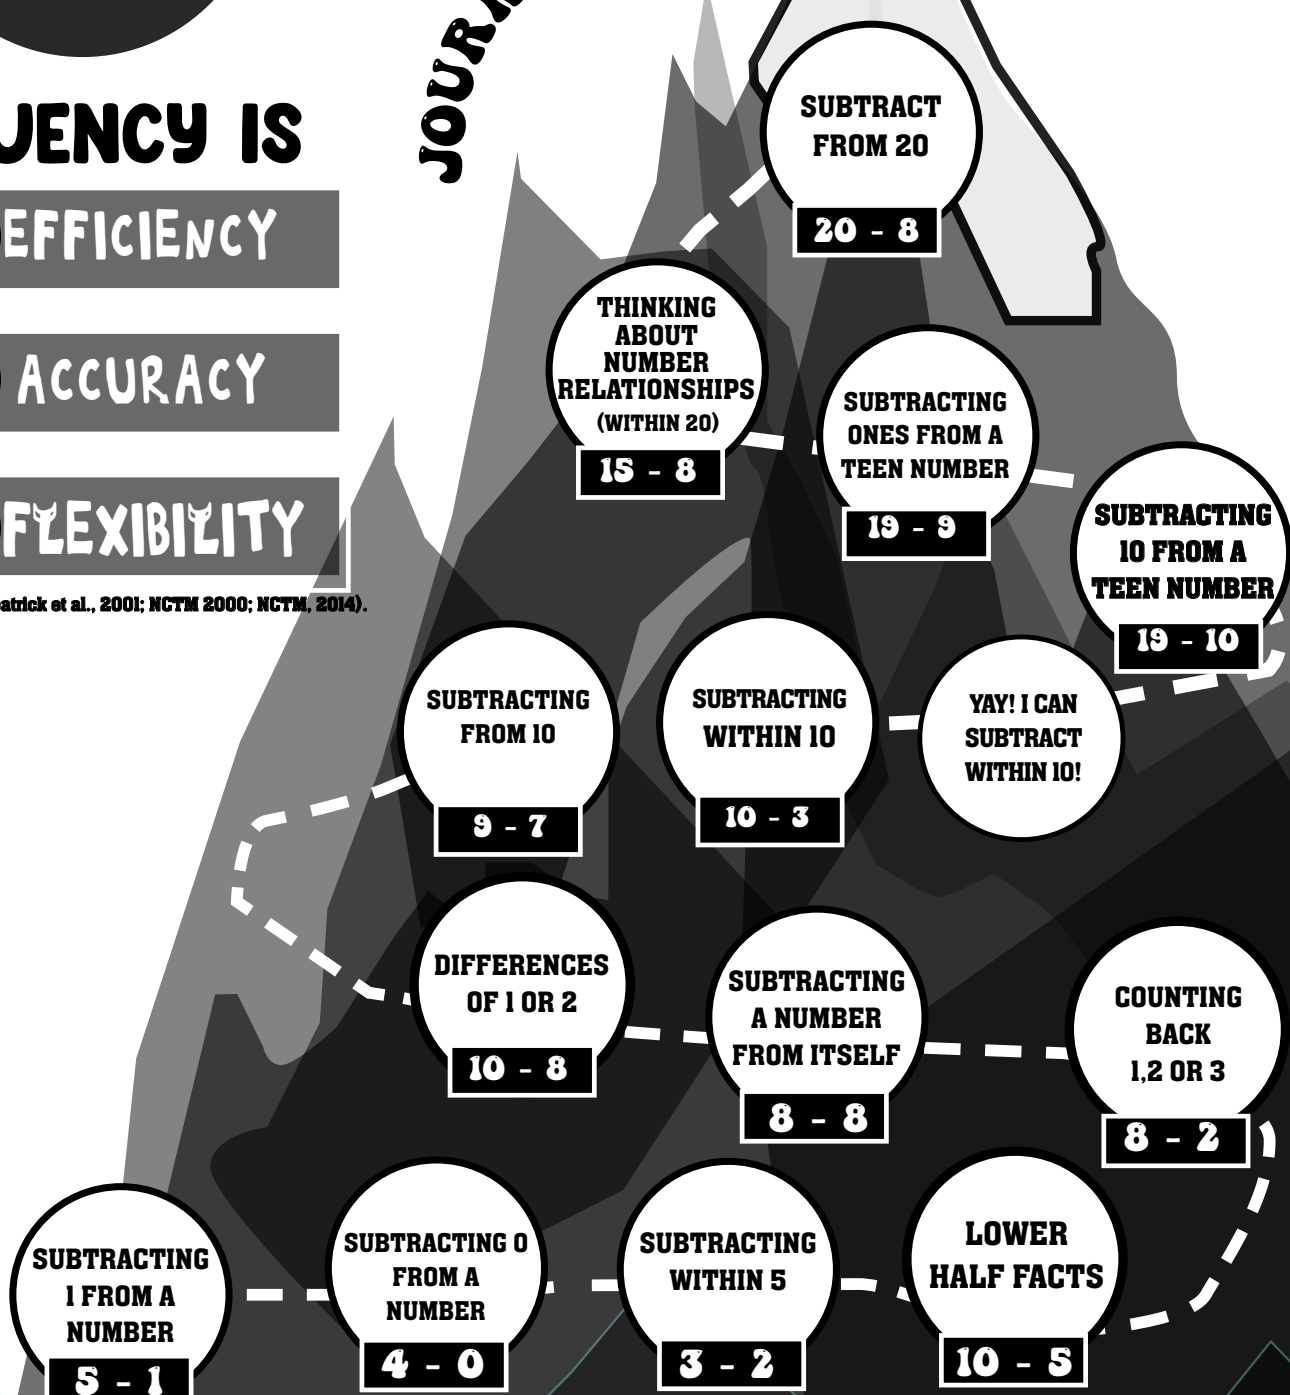 JOURN
UENCY IS
EFFICIENCY
ACCURACY
FLEXIBILITY
atrick et al., 2001; NCTM 2000; NCTM, 2014).
SUBTRACT
FROM 20
20 - 8
THINKING
ABOUT
NUMBER
RELATIONSHIPS
(WITHIN 20)
15 - 8
SUBTRACTING
ONES FROM A
TEEN NUMBER
19 - 9
SUBTRACTING
10 FROM A
TEEN NUMBER
19 - 10
SUBTRACTING
FROM 10
9 - 7
SUBTRACTING
WITHIN 10
10 - 3
YAY! I CAN
SUBTRACT
WITHIN 10!
DIFFERENCES
OF 1 OR 2
10 - 8
SUBTRACTING
A NUMBER
FROM ITSELF
8 - 8
COUNTING
BACK
1,2 OR 3
8 - 2
SUBTRACTING
1 FROM A
NUMBER
5 - 1
SUBTRACTING 0
FROM A
NUMBER
4 - 0
SUBTRACTING
WITHIN 5
3 - 2
LOWER
HALF FACTS
10 - 5